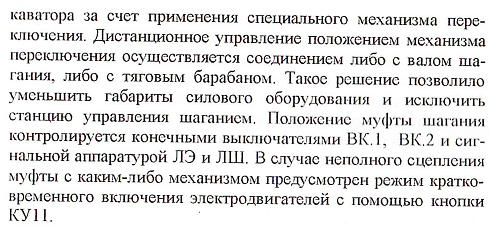 каватора за счет применения специального механизма пере-
ключения. Дистанционное управление положением механизма
переключения осуществляется соединением либо с валом ша-
гания, либо с тяговым барабаном. Такое решение позволило
уменьшить габариты силового оборудования и исключить
станцию управления шаганием. Положение муфты шагания
контролируется конечными выключателями ВК.1, ВК.2 и сиг-
нальной аппаратурой ЛЭ и ЛШ. В случае неполного сцепления
муфты с каким-либо механизмом предусмотрен режим кратко-
временного включения электродвигателей с помощью кнопки
КУ11.